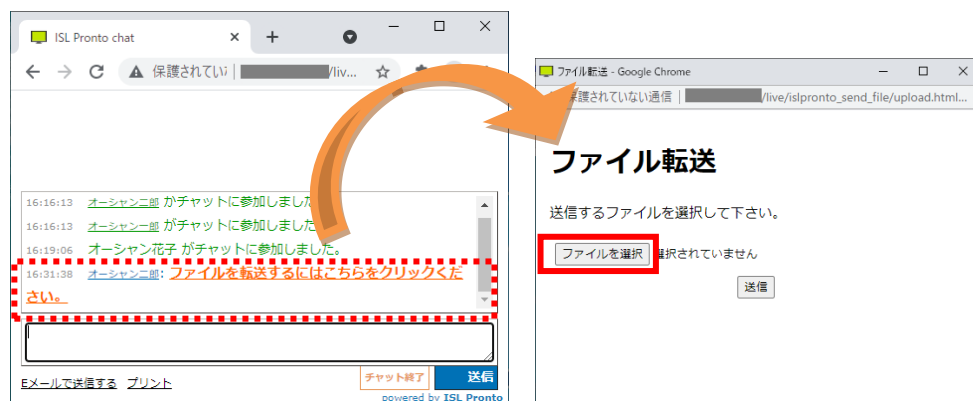 ISL Pronto chat
保護されてい
/liv...
16:16:13 オーシャン二郎 がチャットに参加しました
16:16:13 オーシャン一郎 がチャットに参加しました
16:19:06 オーシャン花子 がチャットに参加しました。
16:31:38 オーシャン二郎: ファイルを転送するにはこちらをクリックくだ
さい。
Eメールで送信する プリント
チャット終了
送信
powered by ISL Pronto
ファイル転送 - Google Chrome
護されていない通信
/live/islpronto_send_file/upload.html...
ファイル転送
送信するファイルを選択して下さい。
ファイルを選択 選択されていません
送信